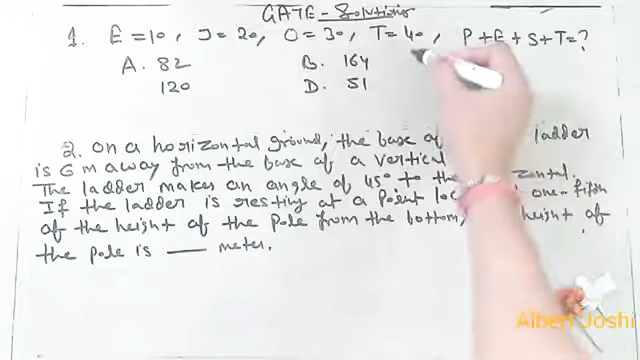 GATE - Solutions
1. E = 10, J = 20, O = 30, T = 40, P + E + S + T = ?
A. 82 B. 164
120 D. 51
2. On a horizontal ground, the base of ladder
is 6 m away from the base of a vertical
The ladder makes an angle of 45° to the
If the ladder is resting at a point one-fifth
of the height of the pole from the bottom, height of
the pole is ___ meter.
Albert Joshi